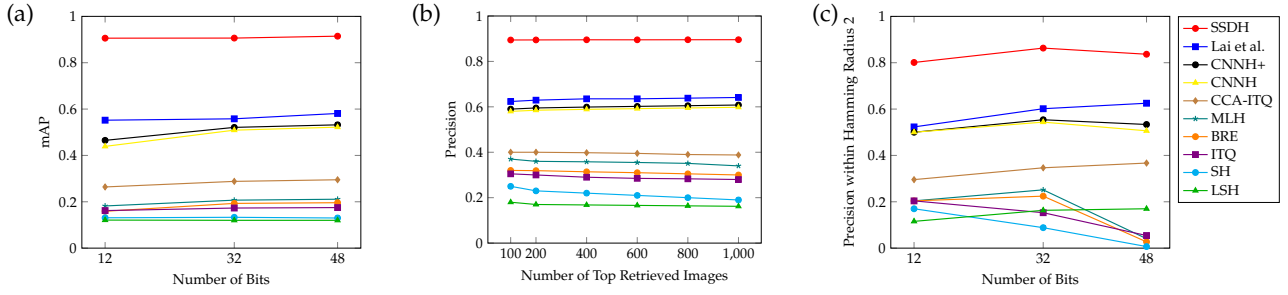 (a)
mAP
1
0.8
0.6
0.4
0.2
0
12
32
48
Number of Bits
(b)
Precision
1
0.8
0.6
0.4
0.2
0
100 200
400
600
800
1,000
Number of Top Retrieved Images
(c)
Precision within Hamming Radius 2
1
0.8
0.6
0.4
0.2
0
12
32
48
Number of Bits
SSDH
Lai et al.
CNNH+
CNNH
CCA-ITQ
MLH
BRE
ITQ
SH
LSH